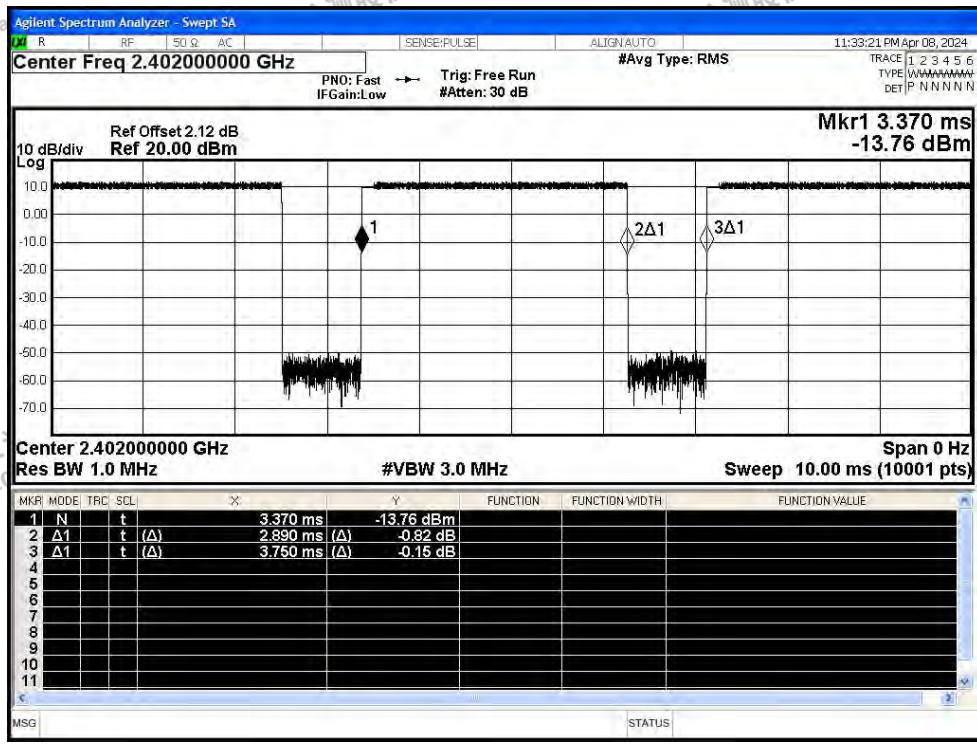 Agilent Spectrum Analyzer - Swept SA
LXI R RF 50 Ω AC SENSE:PULSE ALIGN AUTO 11:33:21 PM Apr 08, 2024
Center Freq 2.402000000 GHz
PNO: Fast
IFGain:Low
Trig: Free Run
#Atten: 30 dB
#Avg Type: RMS
TRACE 1 2 3 4 5 6
TYPE WWWWWW
DET P N N N N N
Mkr1 3.370 ms
-13.76 dBm
Ref Offset 2.12 dB
10 dB/div Ref 20.00 dBm
Log
10.0
0.00
-10.0
-20.0
-30.0
-40.0
-50.0
-60.0
-70.0
1
2Δ1
3Δ1
Center 2.402000000 GHz Span 0 Hz
Res BW 1.0 MHz #VBW 3.0 MHz Sweep 10.00 ms (10001 pts)
MKR MODE TRC SCL X Y FUNCTION FUNCTION WIDTH FUNCTION VALUE
1 N t 3.370 ms -13.76 dBm
2 Δ1 t (Δ) 2.890 ms (Δ) -0.82 dB
3 Δ1 t (Δ) 3.750 ms (Δ) -0.15 dB
4
5
6
7
8
9
10
11
MSG STATUS